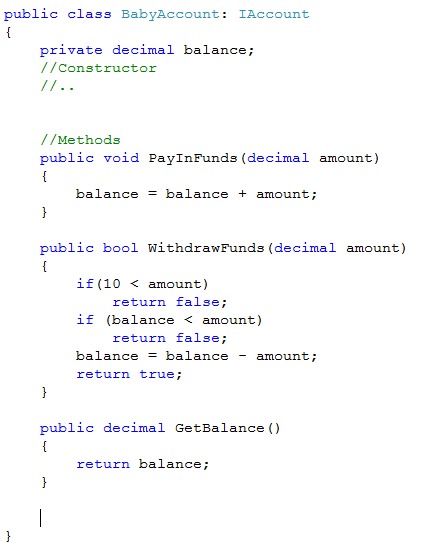 public class BabyAccount: IAccount
{
    private decimal balance;
    //Constructor
    //..
    //Methods
    public void PayInFunds(decimal amount)
    {
        balance = balance + amount;
    }
    public bool WithdrawFunds(decimal amount)
    {
        if(10 < amount)
            return false;
        if (balance < amount)
            return false;
        balance = balance - amount;
        return true;
    }
    public decimal GetBalance()
    {
        return balance;
    }
}